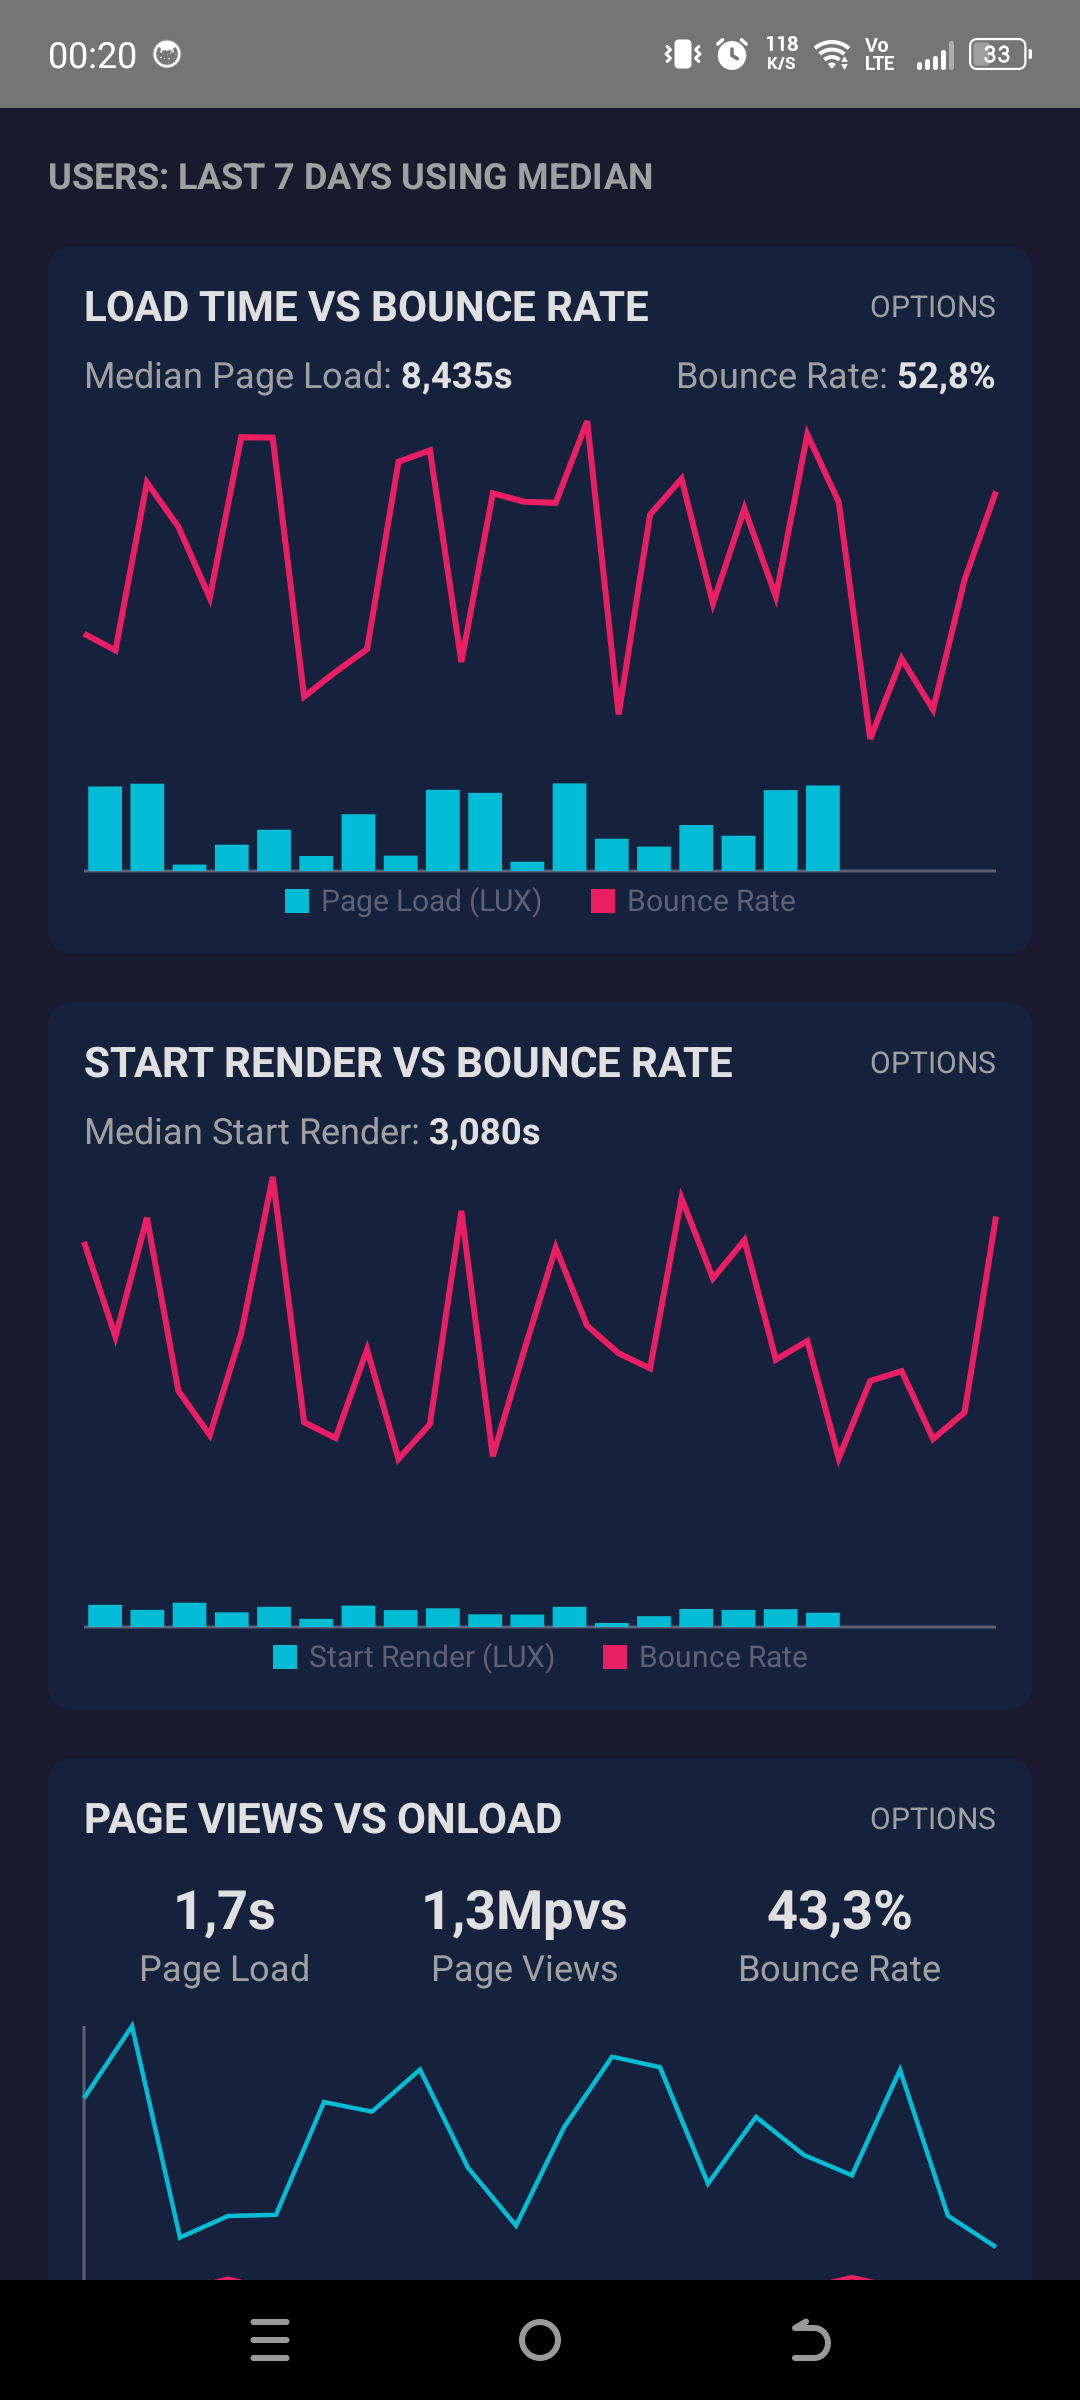 00:20 118 K/S Vo LTE 33
USERS: LAST 7 DAYS USING MEDIAN
LOAD TIME VS BOUNCE RATE OPTIONS
Median Page Load: 8,435s Bounce Rate: 52,8%
Page Load (LUX) Bounce Rate
START RENDER VS BOUNCE RATE OPTIONS
Median Start Render: 3,080s
Start Render (LUX) Bounce Rate
PAGE VIEWS VS ONLOAD OPTIONS
1,7s 1,3Mpvs 43,3%
Page Load Page Views Bounce Rate